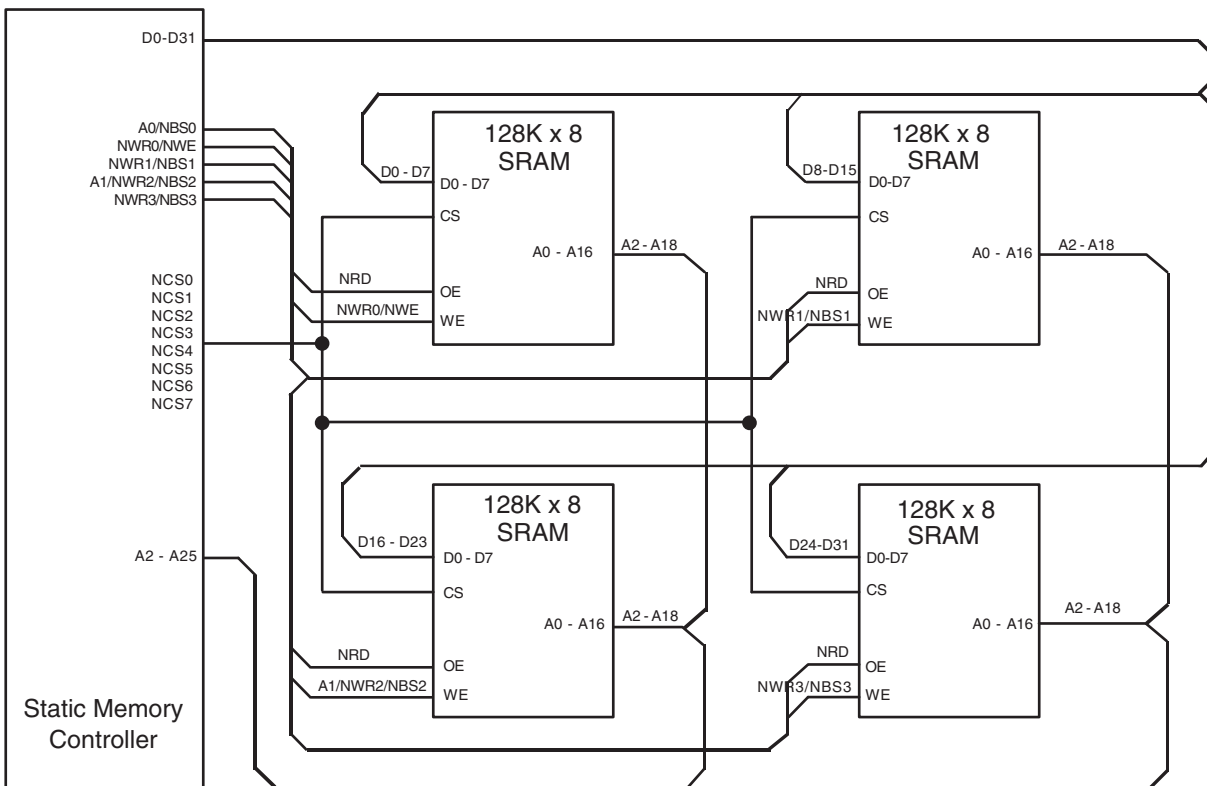 D0-D31
A0/NBS0
NWR0/NWE
NWR1/NBS1
A1/NWR2/NBS2
NWR3/NBS3
NCS0
NCS1
NCS2
NCS3
NCS4
NCS5
NCS6
NCS7
A2 - A25
Static Memory
Controller
128K x 8
SRAM
D0 - D7
D0 - D7
CS
A0 - A16
A2 - A18
NRD
OE
NWR0/NWE
WE
128K x 8
SRAM
D8-D15
D0-D7
CS
A0 - A16
A2 - A18
NRD
OE
NWR1/NBS1
WE
128K x 8
SRAM
D16 - D23
D0 - D7
CS
A0 - A16
A2 - A18
NRD
OE
A1/NWR2/NBS2
WE
128K x 8
SRAM
D24-D31
D0-D7
CS
A0 - A16
A2 - A18
NRD
OE
NWR3/NBS3
WE